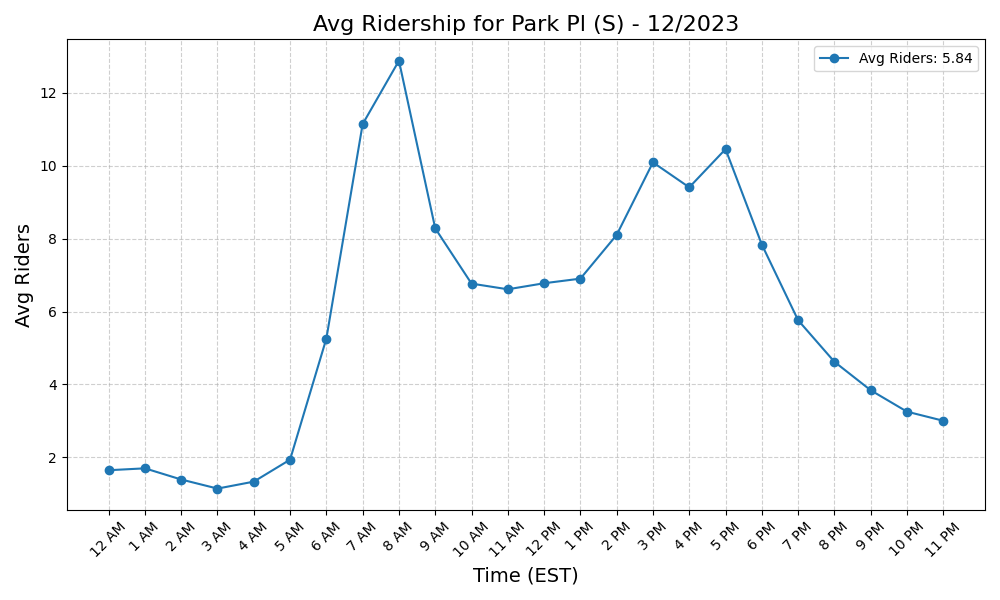 Avg Ridership for Park Pl (S) - 12/2023
Avg Riders: 5.84
Avg Riders
12
10
8
6
4
2
12 AM
1 AM
2 AM
3 AM
4 AM
5 AM
6 AM
7 AM
8 AM
9 AM
10 AM
11 AM
12 PM
1 PM
2 PM
3 PM
4 PM
5 PM
6 PM
7 PM
8 PM
9 PM
10 PM
11 PM
Time (EST)